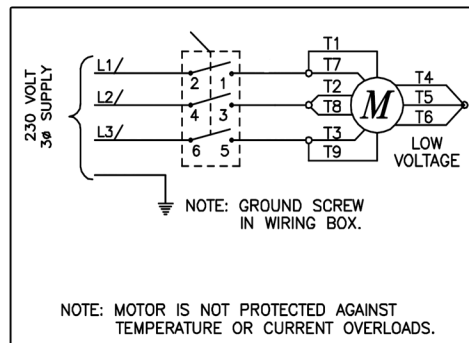 230 VOLT
3ø SUPPLY
L1/
L2/
L3/
2
1
4
3
6
5
T1
T7
T2
T8
T3
T9
M
T4
T5
T6
LOW
VOLTAGE
NOTE: GROUND SCREW
IN WIRING BOX.
NOTE: MOTOR IS NOT PROTECTED AGAINST
TEMPERATURE OR CURRENT OVERLOADS.